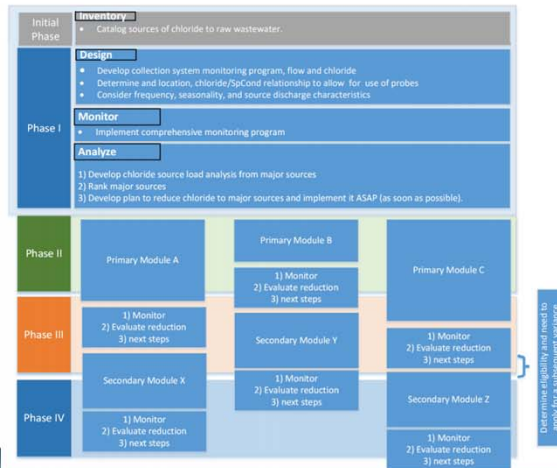 Initial
Phase
Inventory
• Catalog sources of chloride to raw wastewater.
Phase I
Design
• Develop collection system monitoring program, flow and chloride
• Determine and location, chloride/SpCond relationship to allow for use of probes
• Consider frequency, seasonality, and source discharge characteristics
Monitor
• Implement comprehensive monitoring program
Analyze
1) Develop chloride source load analysis from major sources
2) Rank major sources
3) Develop plan to reduce chloride to major sources and implement it ASAP (as soon as possible).
Phase II
Primary Module A
Primary Module B
Primary Module C
1) Monitor
2) Evaluate reduction
3) next steps
Phase III
1) Monitor
2) Evaluate reduction
3) next steps
Secondary Module Y
1) Monitor
2) Evaluate reduction
3) next steps
Secondary Module X
1) Monitor
2) Evaluate reduction
3) next steps
Phase IV
Secondary Module Z
1) Monitor
2) Evaluate reduction
3) next steps
1) Monitor
2) Evaluate reduction
3) next steps
Determine eligibility and need to
apply for a subsequent variance